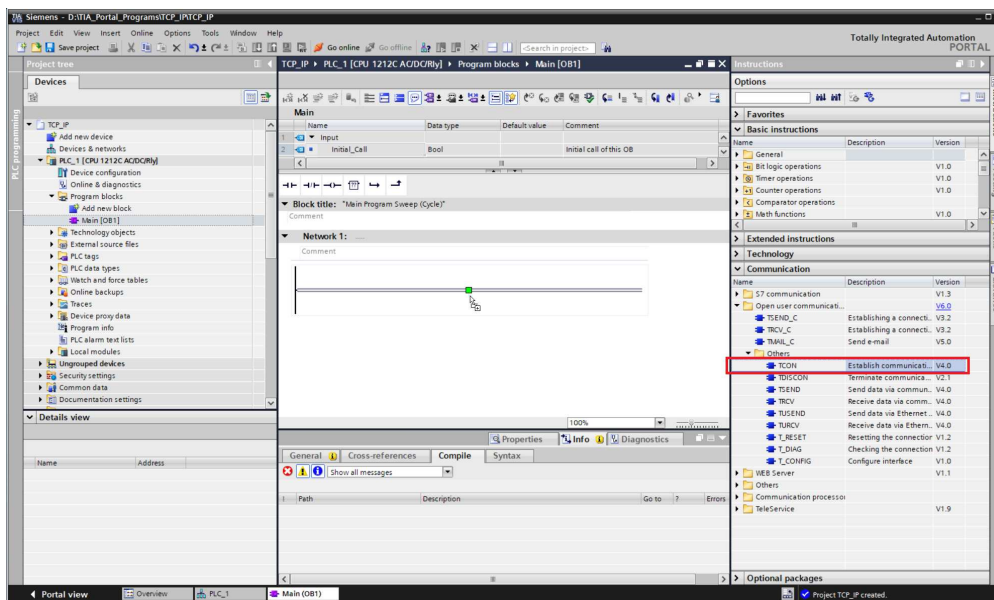 Siemens - D:\TIA_Portal_Programs\TCP_IP\TCP_IP
Project Edit View Insert Online Options Tools Window Help
Totally Integrated Automation
PORTAL
Save project
Go online
Go offline
<Search in project>
Project tree
TCP_IP
PLC_1 [CPU 1212C AC/DC/Rly]
Program blocks
Main [OB1]
Instructions
Devices
Options
PLC programming
TCP_IP
Add new device
Devices & networks
PLC_1 [CPU 1212C AC/DC/Rly]
Device configuration
Online & diagnostics
Program blocks
Add new block
Main [OB1]
Technology objects
External source files
PLC tags
PLC data types
Watch and force tables
Online backups
Traces
Device proxy data
Program info
PLC alarm text lists
Local modules
Ungrouped devices
Security settings
Common data
Documentation settings
Details view
Name Address
Main
Name Data type Default value Comment
1 Input
2 Initial_Call Bool Initial call of this OB
Block title: "Main Program Sweep (Cycle)"
Comment
Network 1: .....
Comment
100%
Properties Info Diagnostics
General Cross-references Compile Syntax
Show all messages
! Path Description Go to ? Errors
Favorites
Basic instructions
Name Description Version
General
Bit logic operations V1.0
Timer operations V1.0
Counter operations V1.0
Comparator operations
Math functions V1.0
Extended instructions
Technology
Communication
Name Description Version
S7 communication V1.3
Open user communicati... V6.0
TSEND_C Establishing a connecti... V3.2
TRCV_C Establishing a connecti... V3.2
TMAIL_C Send e-mail V5.0
Others
TCON Establish communicati... V4.0
TDISCON Terminate communica... V2.1
TSEND Send data via commun.. V4.0
TRCV Receive data via comm.. V4.0
TUSEND Send data via Ethernet .. V4.0
TURCV Receive data via Ethern.. V4.0
T_RESET Resetting the connection V1.2
T_DIAG Checking the connection V1.2
T_CONFIG Configure interface V1.0
WEB Server V1.1
Others
Communication processor
TeleService V1.9
Optional packages
Portal view Overview PLC_1 Main (OB1)
Project TCP_IP created.